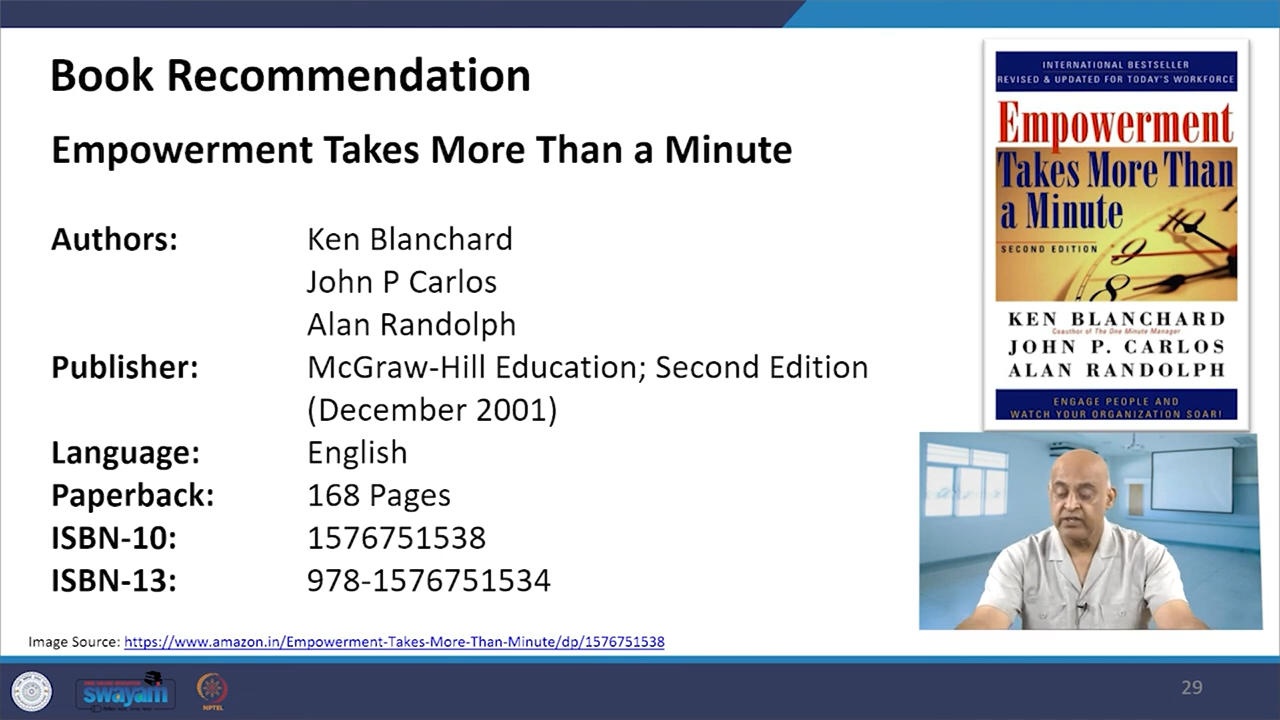 Book Recommendation
Empowerment Takes More Than a Minute
Authors: Ken Blanchard
John P Carlos
Alan Randolph
Publisher: McGraw-Hill Education; Second Edition
(December 2001)
Language: English
Paperback: 168 Pages
ISBN-10: 1576751538
ISBN-13: 978-1576751534
Image Source: https://www.amazon.in/Empowerment-Takes-More-Than-Minute/dp/1576751538
INTERNATIONAL BESTSELLER
REVISED & UPDATED FOR TODAY'S WORKFORCE
Empowerment
Takes More Than
a Minute
SECOND EDITION
9
8
KEN BLANCHARD
Coauthor of The One Minute Manager
JOHN P. CARLOS
ALAN RANDOLPH
ENGAGE PEOPLE AND
WATCH YOUR ORGANIZATION SOAR!
swayam
NPTEL
29